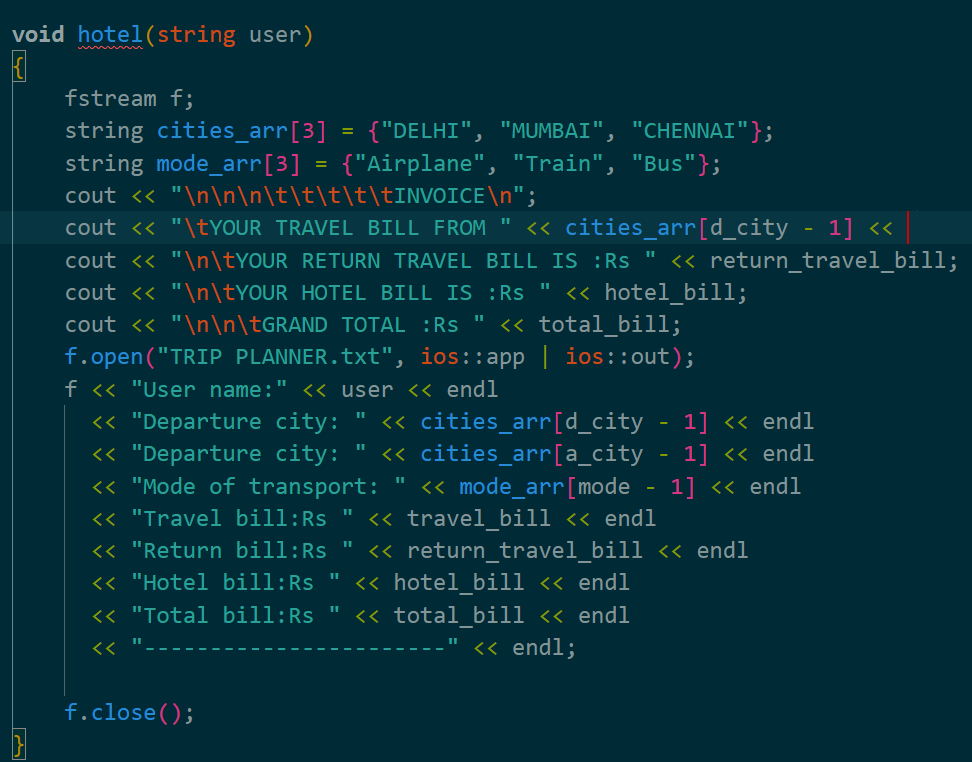 void hotel(string user)
{
    fstream f;
    string cities_arr[3] = {"DELHI", "MUMBAI", "CHENNAI"};
    string mode_arr[3] = {"Airplane", "Train", "Bus"};
    cout << "\n\n\n\t\t\t\t\tINVOICE\n";
    cout << "\tYOUR TRAVEL BILL FROM " << cities_arr[d_city - 1] <<
    cout << "\n\tYOUR RETURN TRAVEL BILL IS :Rs " << return_travel_bill;
    cout << "\n\tYOUR HOTEL BILL IS :Rs " << hotel_bill;
    cout << "\n\n\tGRAND TOTAL :Rs " << total_bill;
    f.open("TRIP PLANNER.txt", ios::app | ios::out);
    f << "User name:" << user << endl
      << "Departure city: " << cities_arr[d_city - 1] << endl
      << "Departure city: " << cities_arr[a_city - 1] << endl
      << "Mode of transport: " << mode_arr[mode - 1] << endl
      << "Travel bill:Rs " << travel_bill << endl
      << "Return bill:Rs " << return_travel_bill << endl
      << "Hotel bill:Rs " << hotel_bill << endl
      << "Total bill:Rs " << total_bill << endl
      << "-----------------------" << endl;
    f.close();
}